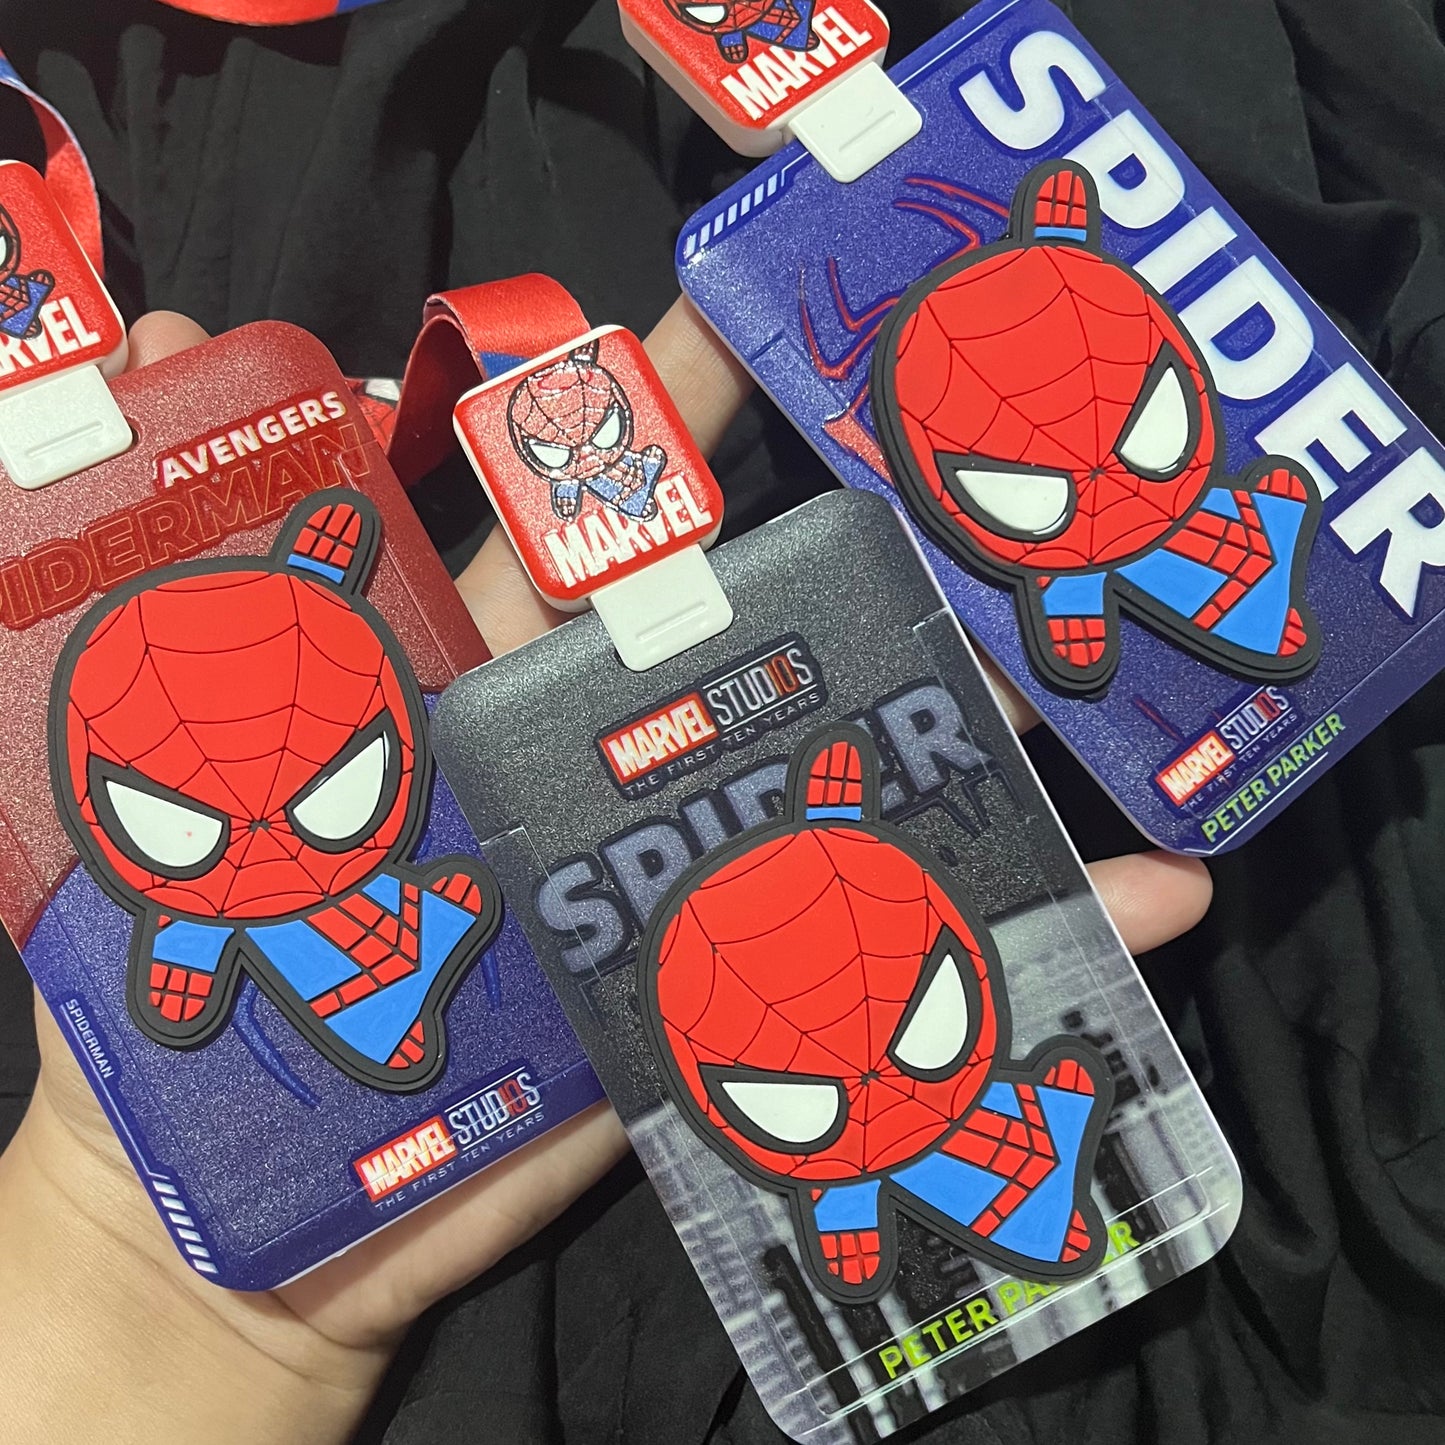 MARVEL
AVENGERS
SPIDERMAN
SPIDERMAN
MARVEL STUDIOS
THE FIRST TEN YEARS
MARVEL
MARVEL STUDIOS
THE FIRST TEN YEARS
SPIDER
PETER PARKER
MARVEL
SPIDER
MARVEL STUDIOS
THE FIRST TEN YEARS
PETER PARKER